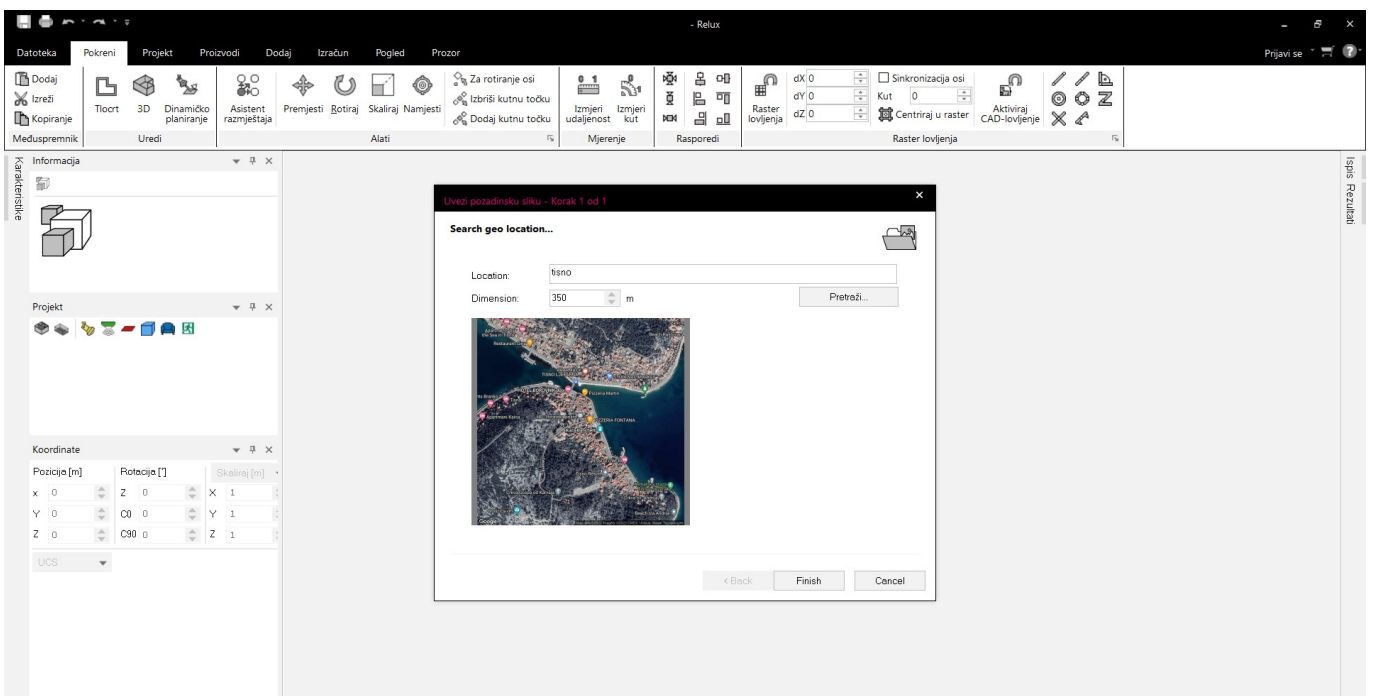 - Relux
Datoteka Pokreni Projekt Proizvodi Dodaj Izračun Pogled Prozor Prijavi se
Dodaj
Izreži
Kopiranje
Međuspremnik
Tlocrt 3D Dinamičko planiranje
Uredi
Asistent razmještaja
Premjesti Rotiraj Skaliraj Namjesti
Za rotiranje osi
Izbriši kutnu točku
Dodaj kutnu točku
Alati
Izmjeri udaljenost
Izmjeri kut
Mjerenje
Rasporedi
Raster lovljenja
dX 0
dY 0
dZ 0
Sinkronizacija osi
Kut 0
Centriraj u raster
Aktiviraj CAD-lovljenje
Raster lovljenja
Karakteristike
Informacija
Projekt
Koordinate
Pozicija [m] Rotacija [°] Skaliraj [m]
x 0 Z 0 X 1
Y 0 C0 0 Y 1
Z 0 C90 0 Z 1
UCS
Uvezi pozadinsku sliku - Korak 1 od 1
Search geo location...
Location: tisno
Dimension: 350 m Pretraži...
Pizzeria Martin
Google
< Back Finish Cancel
Ispis Rezultati